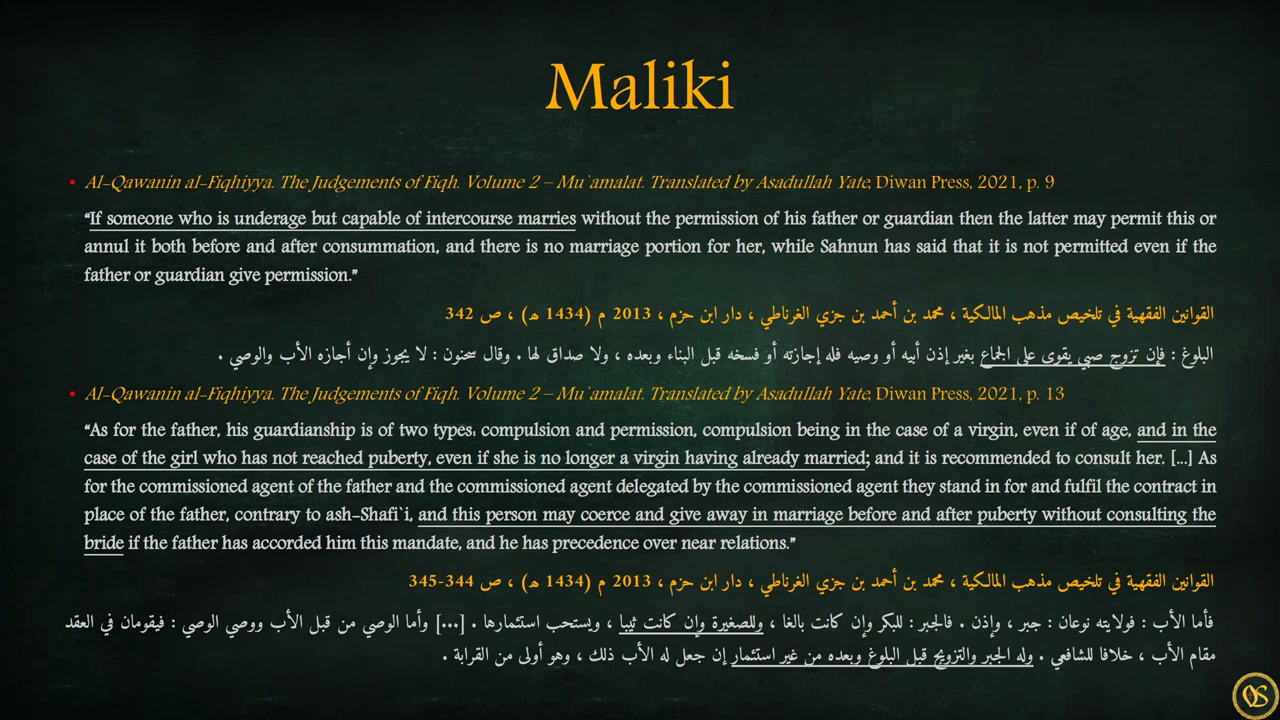 Maliki
• Al-Qawanin al-Fiqhiyya. The Judgements of Fiqh. Volume 2 – Mu`amalat. Translated by Asadullah Yate, Diwan Press, 2021, p. 9
“If someone who is underage but capable of intercourse marries without the permission of his father or guardian then the latter may permit this or
annul it both before and after consummation, and there is no marriage portion for her, while Sahnun has said that it is not permitted even if the
father or guardian give permission.”
القوانين الفقهية في تلخيص مذهب المالكية ، محمد بن أحمد بن جزي الغرناطي ، دار ابن حزم ، 2013 م (1434 هـ) ، ص 342
البلوغ : فإن تزوج صبي يقوى على الجماع بغير إذن أبيه أو وصيه فله إجازته أو فسخه قبل البناء وبعده ، ولا صداق لها . وقال سحنون : لا يجوز وإن أجازه الأب والوصي .
• Al-Qawanin al-Fiqhiyya. The Judgements of Fiqh. Volume 2 – Mu`amalat. Translated by Asadullah Yate, Diwan Press, 2021, p. 13
“As for the father, his guardianship is of two types: compulsion and permission, compulsion being in the case of a virgin, even if of age, and in the
case of the girl who has not reached puberty, even if she is no longer a virgin having already married; and it is recommended to consult her. [...] As
for the commissioned agent of the father and the commissioned agent delegated by the commissioned agent they stand in for and fulfil the contract in
place of the father, contrary to ash-Shafi`i, and this person may coerce and give away in marriage before and after puberty without consulting the
bride if the father has accorded him this mandate, and he has precedence over near relations.”
القوانين الفقهية في تلخيص مذهب المالكية ، محمد بن أحمد بن جزي الغرناطي ، دار ابن حزم ، 2013 م (1434 هـ) ، ص 344-345
فأما الأب : فولايته نوعان : جبر ، وإذن . فالجبر : للبكر وإن كانت بالغا ، وللصغيرة وإن كانت ثيبا ، ويستحب استئمارها . [...] وأما الوصي من قبل الأب ووصي الوصي : فيقومان في العقد
مقام الأب ، خلافا للشافعي . وله الجبر والتزويج قبل البلوغ وبعده من غير استئمار إن جعل له الأب ذلك ، وهو أولى من القرابة .